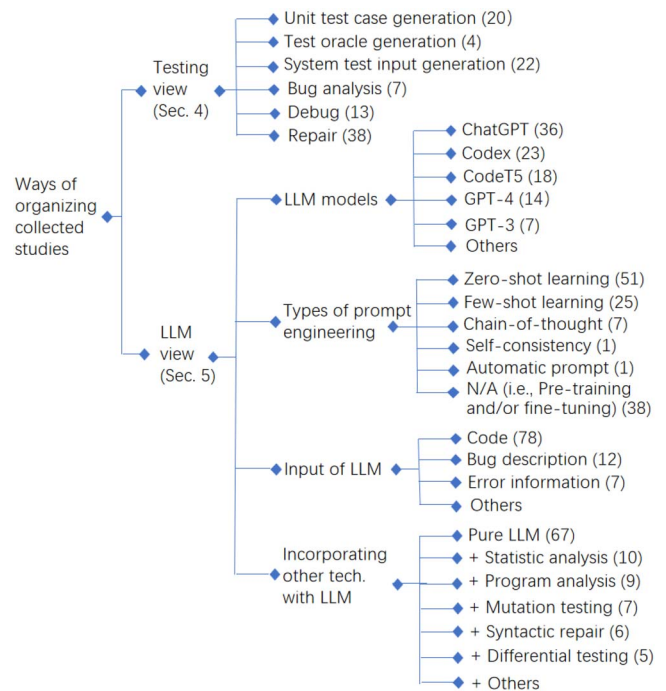 Unit test case generation (20)
Test oracle generation (4)
System test input generation (22)
Bug analysis (7)
Debug (13)
Repair (38)
Testing
view
(Sec. 4)
ChatGPT (36)
Codex (23)
CodeT5 (18)
GPT-4 (14)
GPT-3 (7)
Others
LLM models
Ways of
organizing
collected
studies
Zero-shot learning (51)
Few-shot learning (25)
Chain-of-thought (7)
Self-consistency (1)
Automatic prompt (1)
N/A (i.e., Pre-training
and/or fine-tuning) (38)
Types of prompt
engineering
LLM
view
(Sec. 5)
Code (78)
Bug description (12)
Error information (7)
Others
Input of LLM
Pure LLM (67)
+ Statistic analysis (10)
+ Program analysis (9)
+ Mutation testing (7)
+ Syntactic repair (6)
+ Differential testing (5)
+ Others
Incorporating
other tech.
with LLM